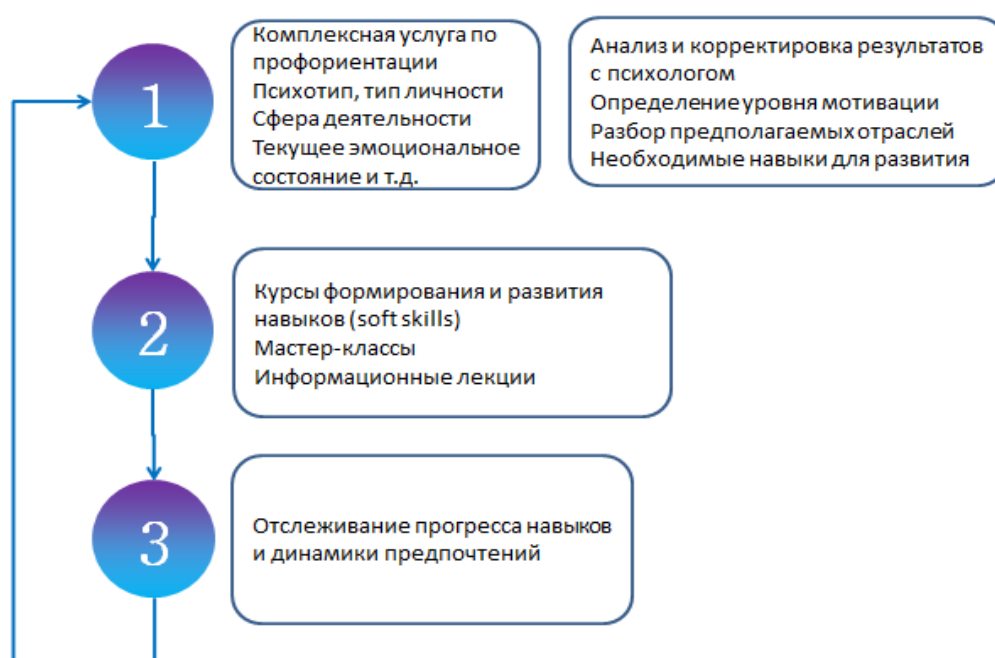 1
Комплексная услуга по
профориентации
Психотип, тип личности
Сфера деятельности
Текущее эмоциональное
состояние и т.д.
Анализ и корректировка результатов
с психологом
Определение уровня мотивации
Разбор предполагаемых отраслей
Необходимые навыки для развития
2
Курсы формирования и развития
навыков (soft skills)
Мастер-классы
Информационные лекции
3
Отслеживание прогресса навыков
и динамики предпочтений